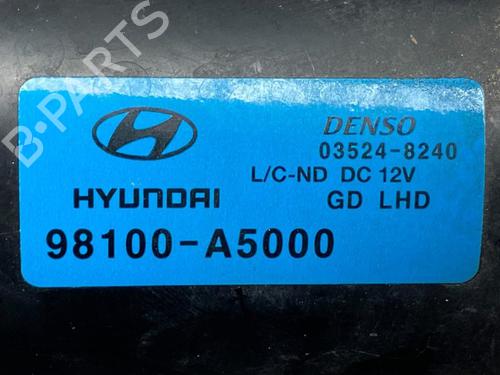 B-PARTS
DENSO
03524-8240
L/C-ND DC 12V
HYUNDAI
GD LHD
98100-A5000